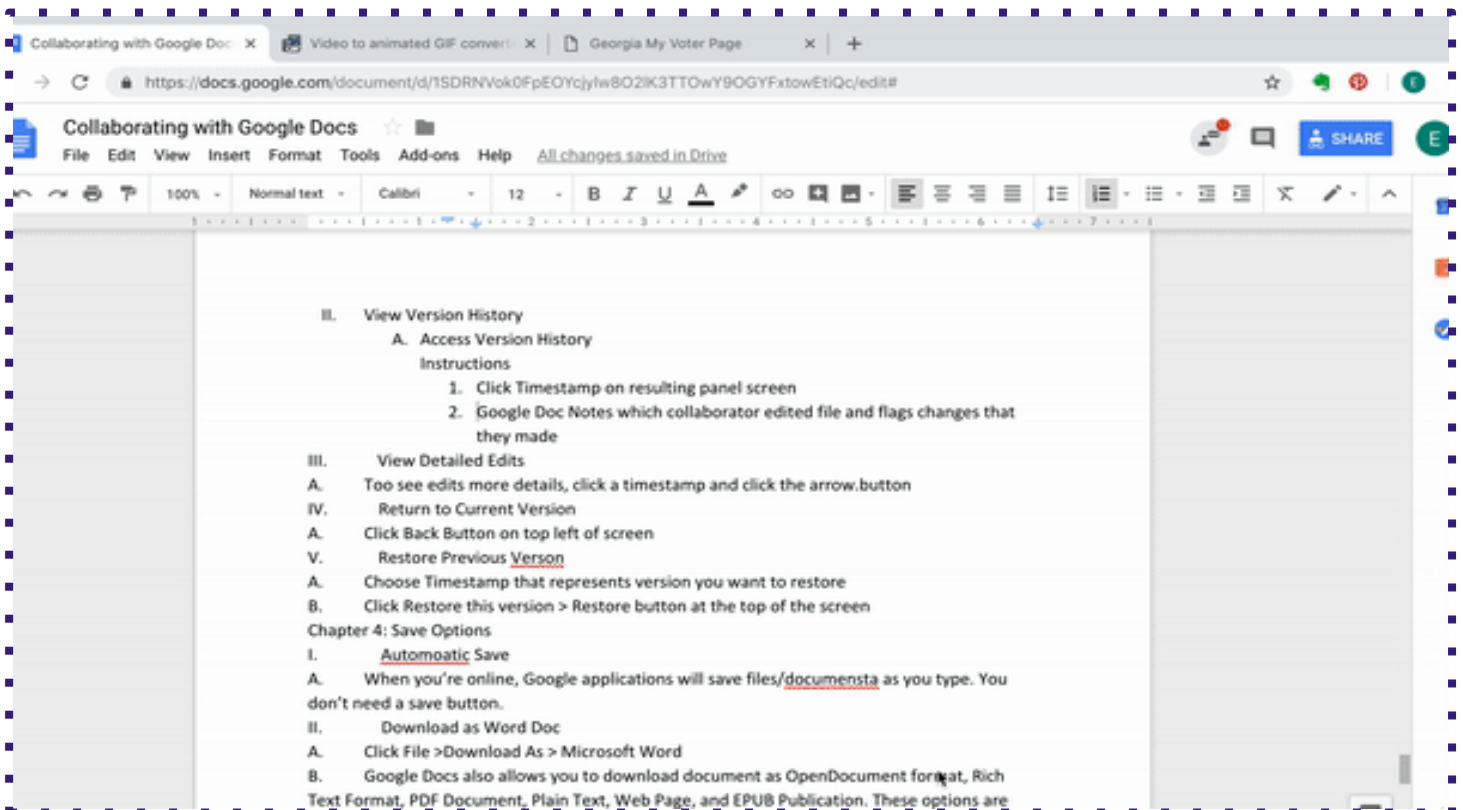 Collaborating with Google Doc
Video to animated GIF convert
Georgia My Voter Page
https://docs.google.com/document/d/1SDRNVok0FpEOYcjyIw8O2IK3TTOwY9OGYFxtowEtiQc/edit#
Collaborating with Google Docs
File Edit View Insert Format Tools Add-ons Help All changes saved in Drive
SHARE
E
E
100% Normal text Calibri 12 B I U A
1 1 2 3 4 5 6 7
II. View Version History
A. Access Version History
Instructions
1. Click Timestamp on resulting panel screen
2. Google Doc Notes which collaborator edited file and flags changes that
they made
III. View Detailed Edits
A. Too see edits more details, click a timestamp and click the arrow.button
IV. Return to Current Version
A. Click Back Button on top left of screen
V. Restore Previous Verson
A. Choose Timestamp that represents version you want to restore
B. Click Restore this version > Restore button at the top of the screen
Chapter 4: Save Options
I. Automoatic Save
A. When you're online, Google applications will save files/documensta as you type. You
don't need a save button.
II. Download as Word Doc
A. Click File >Download As > Microsoft Word
B. Google Docs also allows you to download document as OpenDocument format, Rich
Text Format, PDF Document, Plain Text, Web Page, and EPUB Publication. These options are